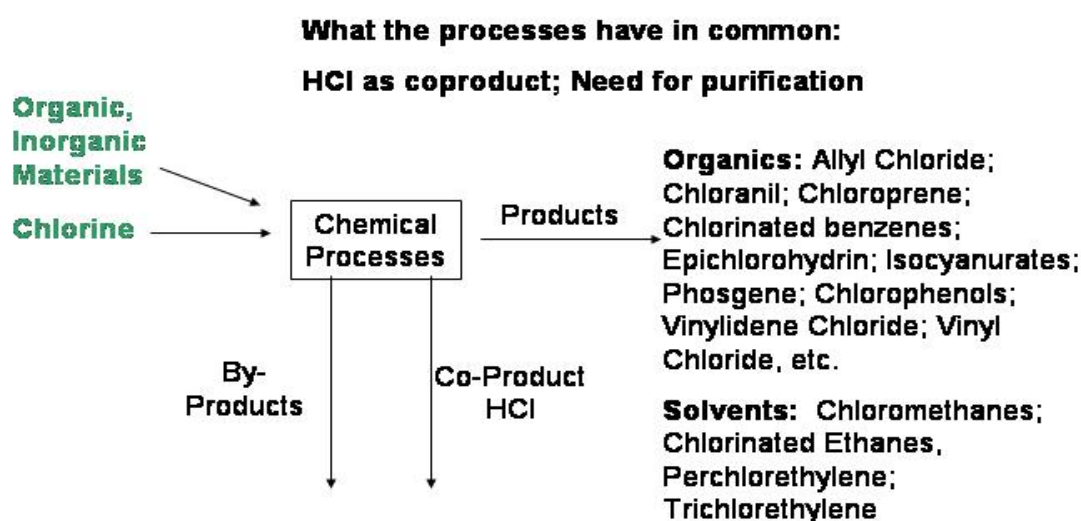 What the processes have in common:
HCl as coproduct; Need for purification
Organic,
Inorganic
Materials
Chlorine
Chemical
Processes
Products
By-
Products
Co-Product
HCl
Organics: Allyl Chloride;
Chloranil; Chloroprene;
Chlorinated benzenes;
Epichlorohydrin; Isocyanurates;
Phosgene; Chlorophenols;
Vinylidene Chloride; Vinyl
Chloride, etc.
Solvents: Chloromethanes;
Chlorinated Ethanes,
Perchlorethylene;
Trichlorethylene